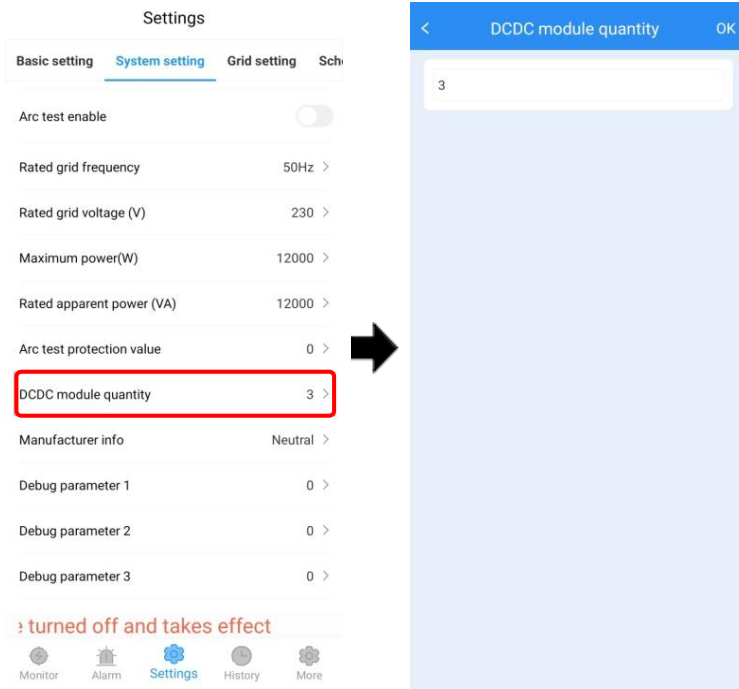 Settings
Basic setting System setting Grid setting Sch
Arc test enable
Rated grid frequency 50Hz >
Rated grid voltage (V) 230 >
Maximum power(W) 12000 >
Rated apparent power (VA) 12000 >
Arc test protection value 0 >
DCDC module quantity 3 >
Manufacturer info Neutral >
Debug parameter 1 0 >
Debug parameter 2 0 >
Debug parameter 3 0 >
turned off and takes effect
Monitor Alarm Settings History More
< DCDC module quantity OK
3